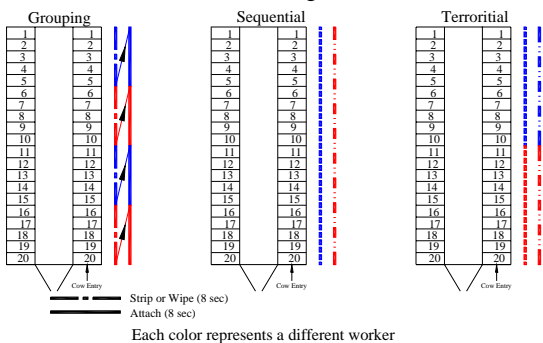 Grouping Sequential Terroritial
1 1 1 1 1 1
2 2 2 2 2 2
3 3 3 3 3 3
4 4 4 4 4 4
5 5 5 5 5 5
6 6 6 6 6 6
7 7 7 7 7 7
8 8 8 8 8 8
9 9 9 9 9 9
10 10 10 10 10 10
11 11 11 11 11 11
12 12 12 12 12 12
13 13 13 13 13 13
14 14 14 14 14 14
15 15 15 15 15 15
16 16 16 16 16 16
17 17 17 17 17 17
18 18 18 18 18 18
19 19 19 19 19 19
20 20 20 20 20 20
Cow Entry Cow Entry Cow Entry
Strip or Wipe (8 sec)
Attach (8 sec)
Each color represents a different worker